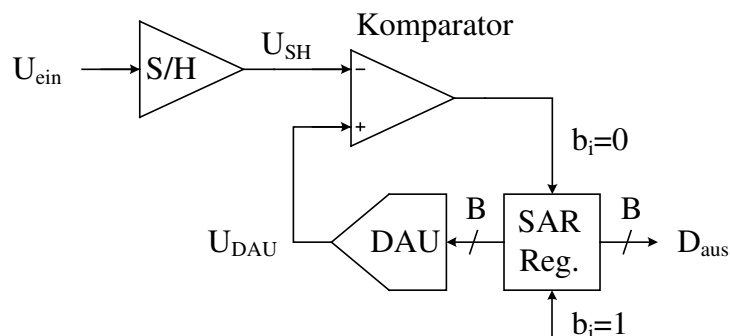 Komparator
U_SH
U_ein
S/H
−
+
b_i=0
B
B
SAR
Reg.
DAU
U_DAU
D_aus
b_i=1